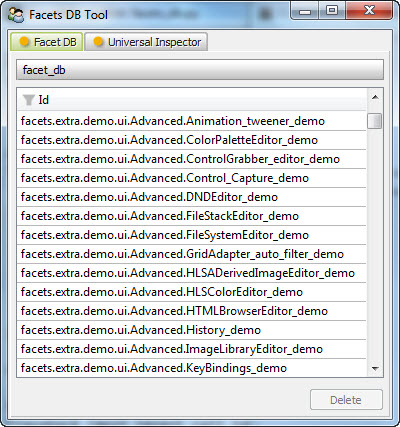 Facets DB Tool
Facet DB
Universal Inspector
facet_db
Id
facets.extra.demo.ui.Advanced.Animation_tweener_demo
facets.extra.demo.ui.Advanced.ColorPaletteEditor_demo
facets.extra.demo.ui.Advanced.ControlGrabber_editor_demo
facets.extra.demo.ui.Advanced.Control_Capture_demo
facets.extra.demo.ui.Advanced.DNDEditor_demo
facets.extra.demo.ui.Advanced.FileStackEditor_demo
facets.extra.demo.ui.Advanced.FileSystemEditor_demo
facets.extra.demo.ui.Advanced.GridAdapter_auto_filter_demo
facets.extra.demo.ui.Advanced.HLSADerivedImageEditor_demo
facets.extra.demo.ui.Advanced.HLSColorEditor_demo
facets.extra.demo.ui.Advanced.HTMLBrowserEditor_demo
facets.extra.demo.ui.Advanced.History_demo
facets.extra.demo.ui.Advanced.ImageLibraryEditor_demo
facets.extra.demo.ui.Advanced.KeyBindings_demo
Delete